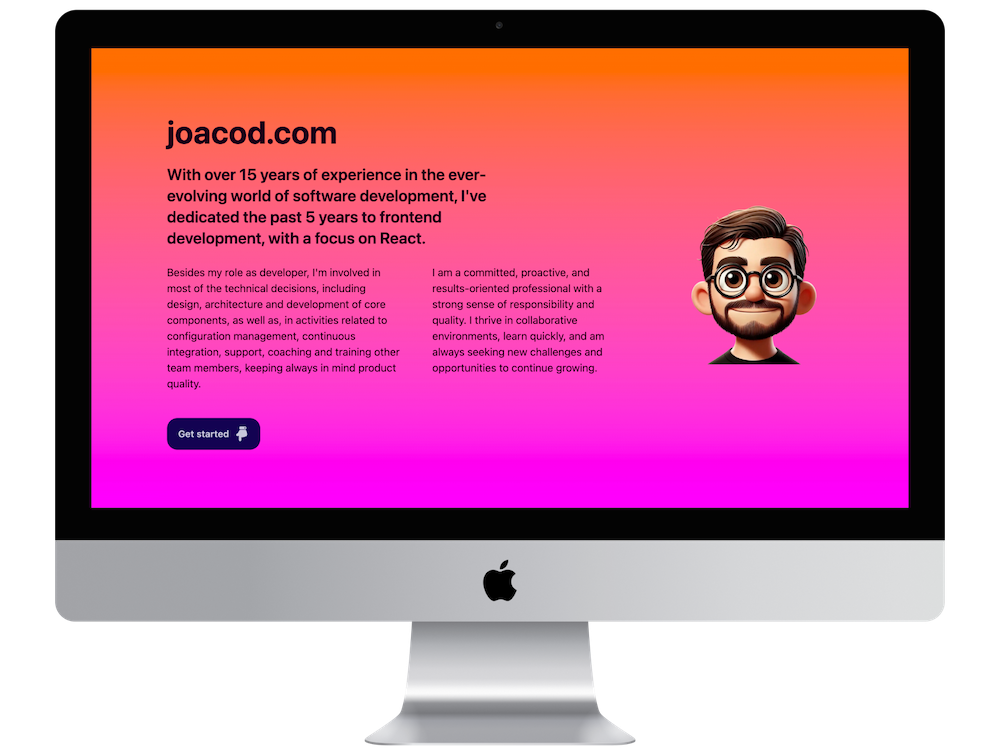 joacod.com
With over 15 years of experience in the ever-
evolving world of software development, I've
dedicated the past 5 years to frontend
development, with a focus on React.
Besides my role as developer, I'm involved in
most of the technical decisions, including
design, architecture and development of core
components, as well as, in activities related to
configuration management, continuous
integration, support, coaching and training other
team members, keeping always in mind product
quality.
I am a committed, proactive, and
results-oriented professional with a
strong sense of responsibility and
quality. I thrive in collaborative
environments, learn quickly, and am
always seeking new challenges and
opportunities to continue growing.
Get started